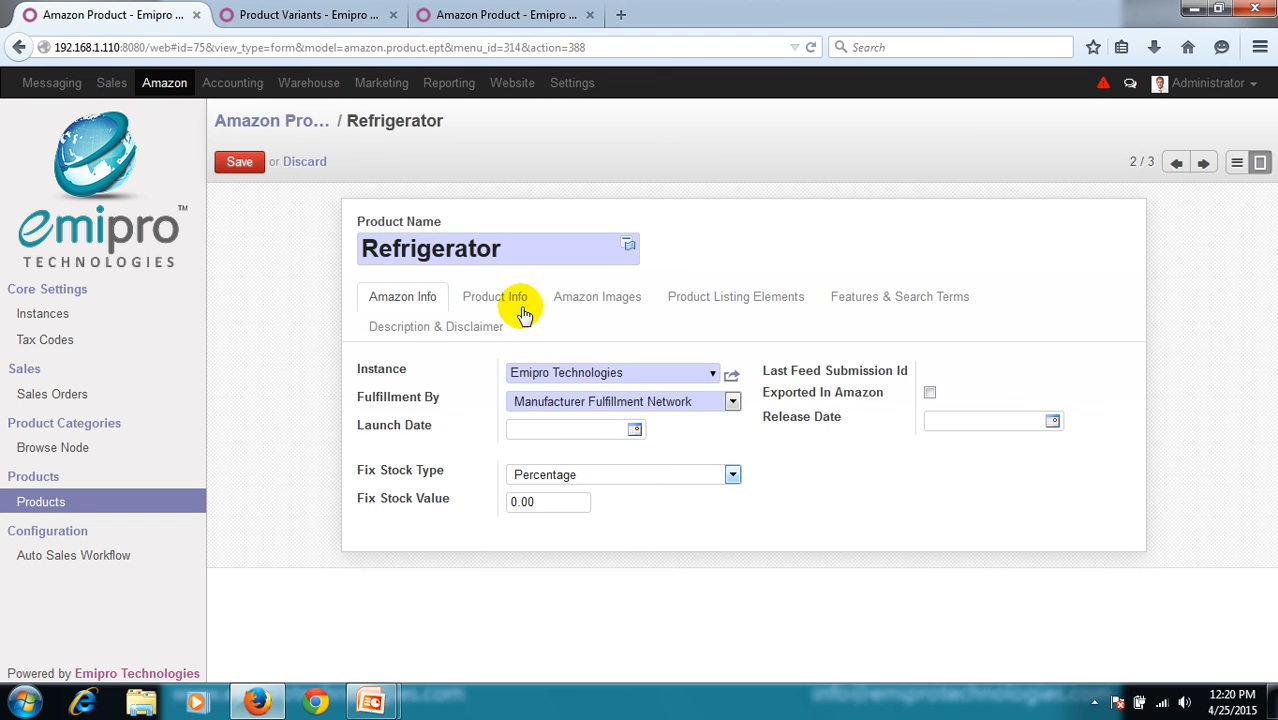 Amazon Product - Emipro ... ×
Product Variants - Emipro ... ×
Amazon Product - Emipro ... ×
192.168.1.110:8080/web#id=75&view_type=form&model=amazon.product.ept&menu_id=314&action=388
Search
Messaging Sales Amazon Accounting Warehouse Marketing Reporting Website Settings
Administrator
emipro™
TECHNOLOGIES
Core Settings
Instances
Tax Codes
Sales
Sales Orders
Product Categories
Browse Node
Products
Products
Configuration
Auto Sales Workflow
Powered by Emipro Technologies
Amazon Pro... / Refrigerator
Save or Discard
2 / 3
Product Name
Refrigerator
Amazon Info Product Info Amazon Images Product Listing Elements Features & Search Terms
Description & Disclaimer
Instance Emipro Technologies
Fulfillment By Manufacturer Fulfillment Network
Launch Date
Last Feed Submission Id
Exported In Amazon
Release Date
Fix Stock Type Percentage
Fix Stock Value 0.00
12:20 PM
4/25/2015